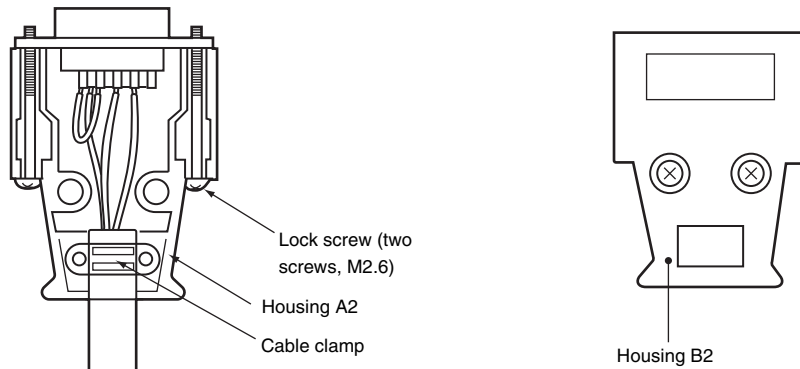 Lock screw (two
screws, M2.6)
Housing A2
Cable clamp
Housing B2